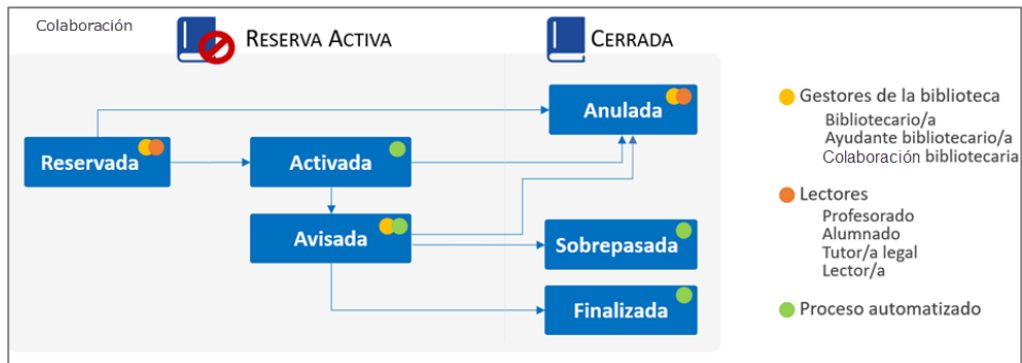 Colaboración
RESERVA ACTIVA
CERRADA
Anulada
Reservada
Activada
Avisada
Sobrepasada
Finalizada
Gestores de la biblioteca
Bibliotecario/a
Ayudante bibliotecario/a
Colaboración bibliotecaria
Lectores
Profesorado
Alumnado
Tutor/a legal
Lector/a
Proceso automatizado